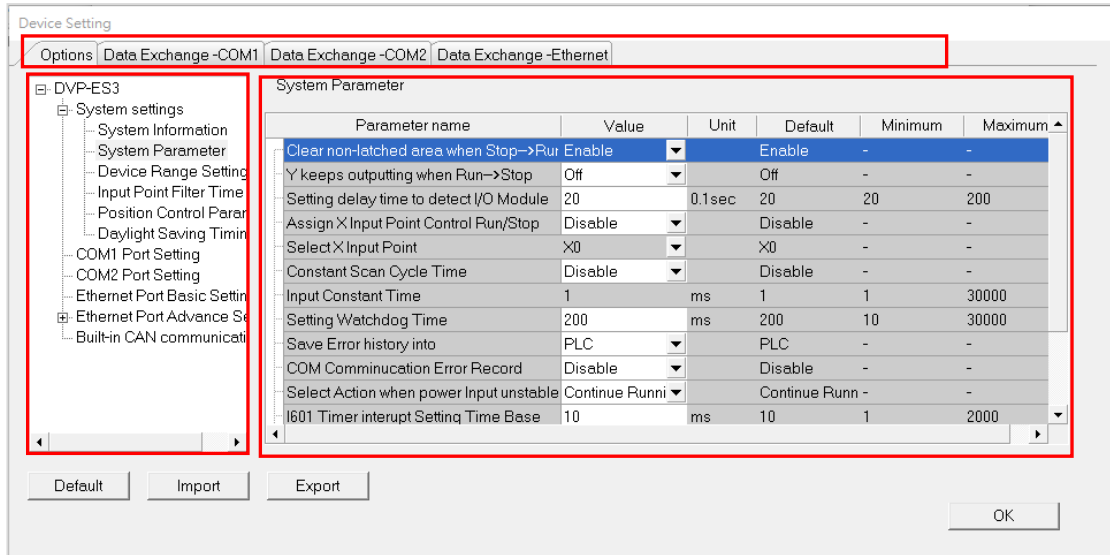 Device Setting
Options Data Exchange -COM1 Data Exchange -COM2 Data Exchange -Ethernet
DVP-ES3
System settings
System Information
System Parameter
Device Range Setting
Input Point Filter Time
Position Control Parar
Daylight Saving Timin
COM1 Port Setting
COM2 Port Setting
Ethernet Port Basic Settin
Ethernet Port Advance Se
Built-in CAN communicati
System Parameter
Parameter name Value Unit Default Minimum Maximum
Clear non-latched area when Stop-->Rur Enable Enable - -
Y keeps outputting when Run-->Stop Off Off - -
Setting delay time to detect I/O Module 20 0.1sec 20 20 200
Assign X Input Point Control Run/Stop Disable Disable - -
Select X Input Point X0 X0 - -
Constant Scan Cycle Time Disable Disable - -
Input Constant Time 1 ms 1 1 30000
Setting Watchdog Time 200 ms 200 10 30000
Save Error history into PLC PLC - -
COM Comminucation Error Record Disable Disable - -
Select Action when power Input unstable Continue Runni Continue Runn - -
I601 Timer interupt Setting Time Base 10 ms 10 1 2000
Default Import Export
OK